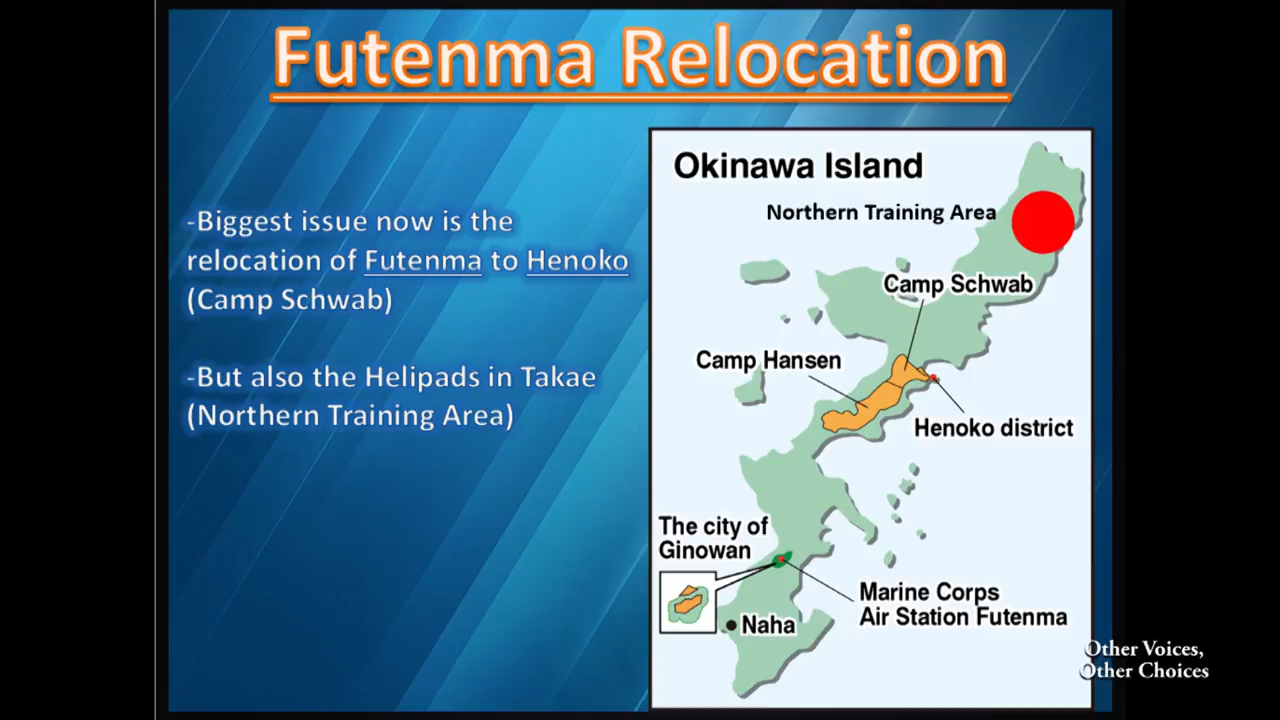 Futenma Relocation
-Biggest issue now is the
relocation of Futenma to Henoko
(Camp Schwab)
-But also the Helipads in Takae
(Northern Training Area)
Okinawa Island
Northern Training Area
Camp Schwab
Camp Hansen
Henoko district
The city of
Ginowan
Marine Corps
Air Station Futenma
Naha
Other Voices,
Other Choices